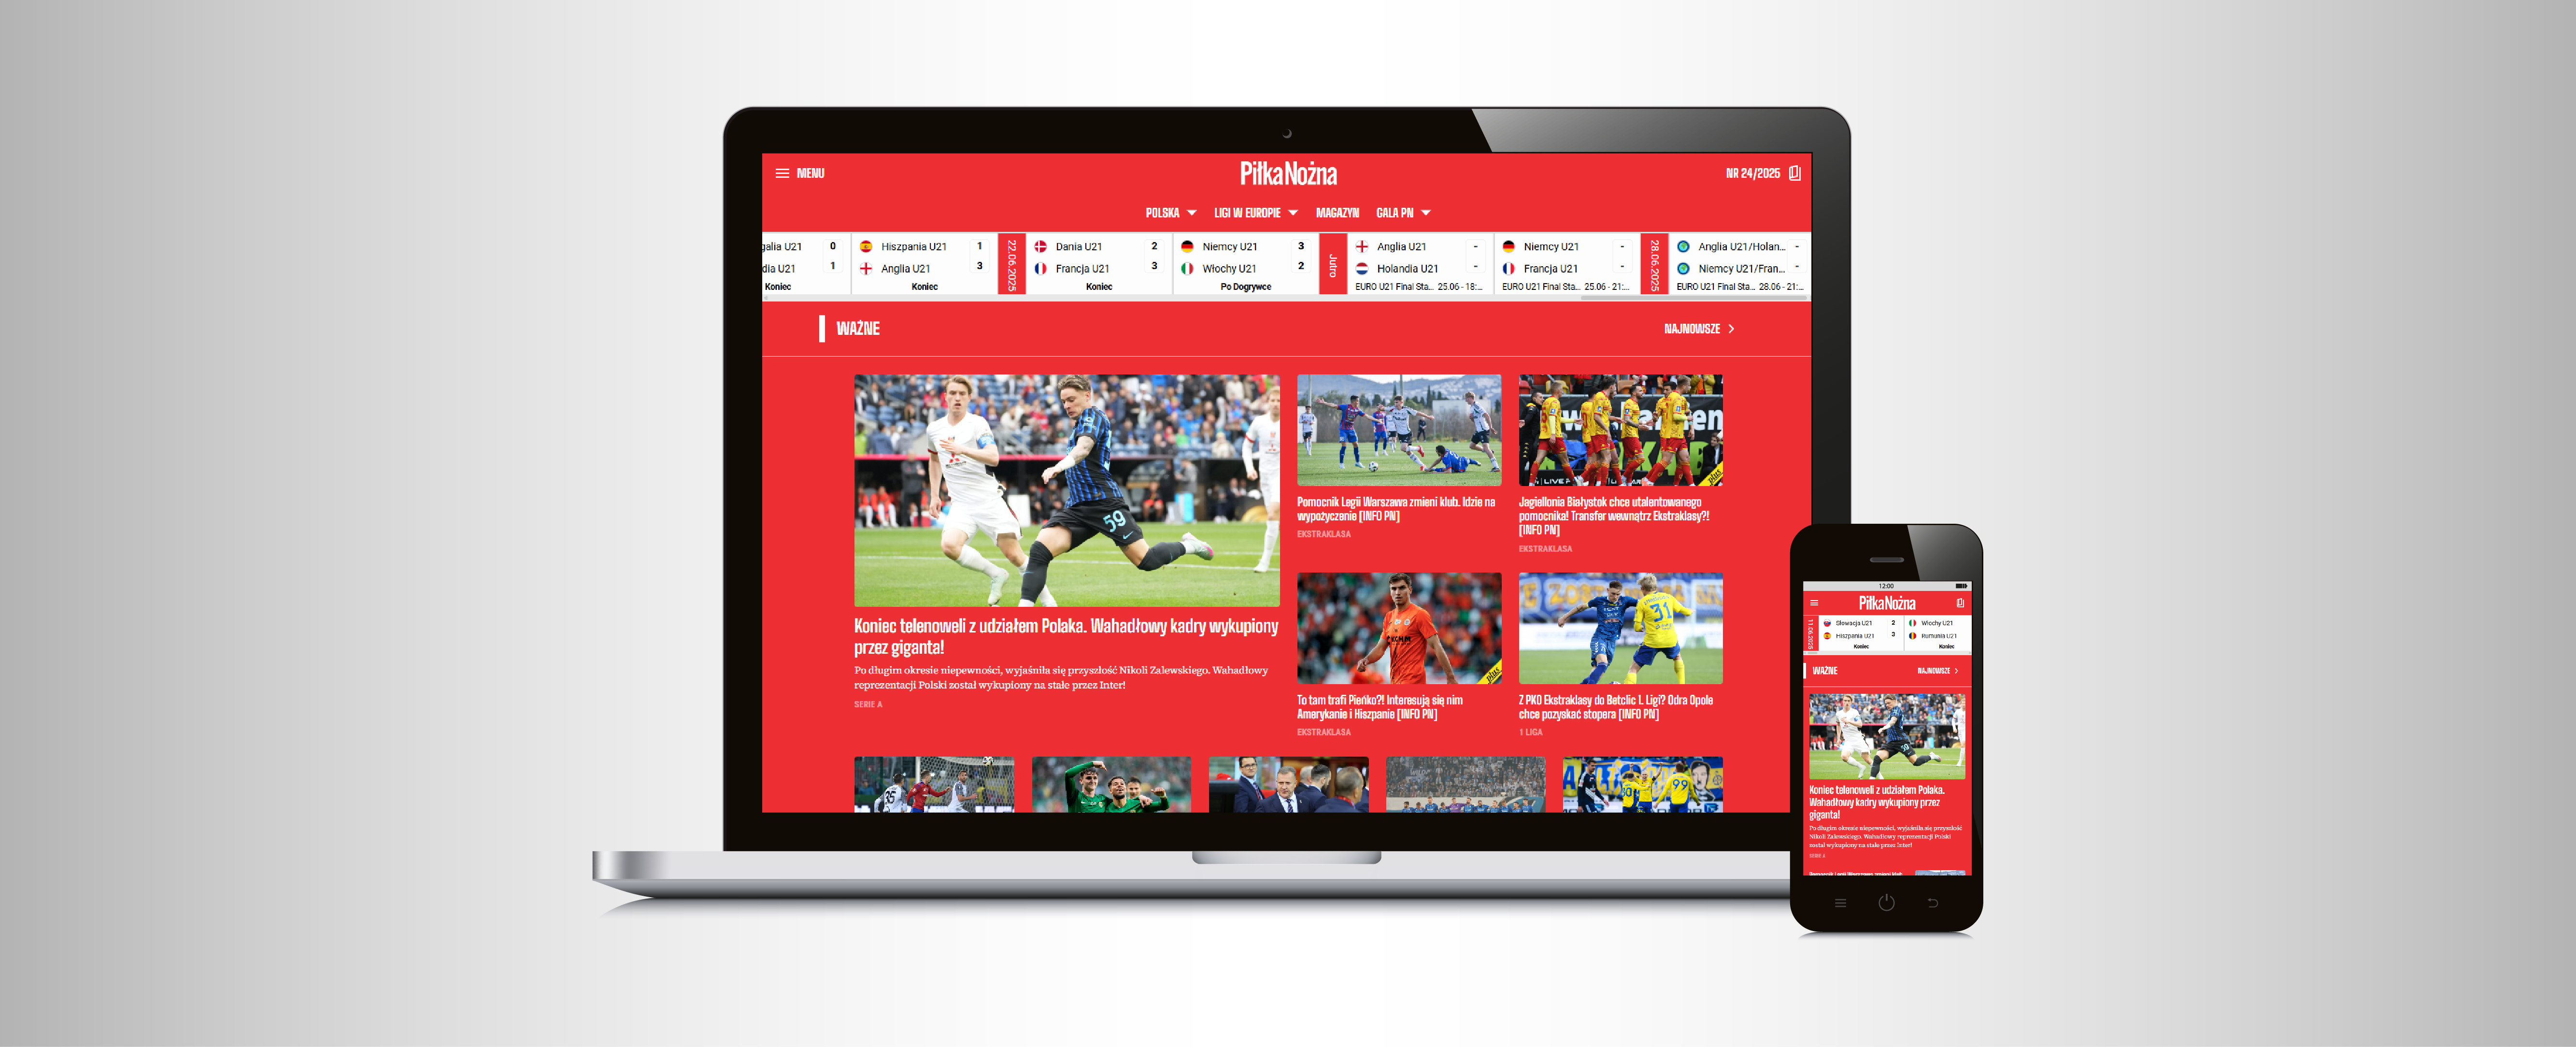 MENU
PiłkaNożna
NR 24/2025
POLSKA LIGI W EUROPIE MAGAZYN GALA PN
galia U21 0
dia U21 1
Koniec
Hiszpania U21 1
Anglia U21 3
Koniec
22.06.2025
Dania U21 2
Francja U21 3
Koniec
Niemcy U21 3
Włochy U21 2
Po Dogrywce
Jutro
Anglia U21 -
Holandia U21 -
EURO U21 Final Sta... 25.06 - 18:...
Niemcy U21 -
Francja U21 -
EURO U21 Final Sta... 25.06 - 21:...
28.06.2025
Anglia U21/Holan... -
Niemcy U21/Fran... -
EURO U21 Final Sta... 28.06 - 21:...
WAŻNE
NAJNOWSZE
59
Koniec telenoweli z udziałem Polaka. Wahadłowy kadry wykupiony
przez giganta!
Po długim okresie niepewności, wyjaśniła się przyszłość Nikoli Zalewskiego. Wahadłowy
reprezentacji Polski został wykupiony na stałe przez Inter!
SERIE A
Pomocnik Legii Warszawa zmieni klub. Idzie na
wypożyczenie [INFO PN]
EKSTRAKLASA
plus
Jagiellonia Białystok chce utalentowanego
pomocnika! Transfer wewnątrz Ekstraklasy?!
[INFO PN]
EKSTRAKLASA
plus
To tam trafi Pieńko?! Interesują się nim
Amerykanie i Hiszpanie [INFO PN]
EKSTRAKLASA
31
Z PKO Ekstraklasy do Betclic 1. Ligi? Odra Opole
chce pozyskać stopera [INFO PN]
1 LIGA
35
99
12:00
PiłkaNożna
11.06.2025
Słowacja U21 2
Hiszpania U21 3
Koniec
Włochy U21
Rumunia U21
Koniec
WAŻNE
NAJNOWSZE
Koniec telenoweli z udziałem Polaka.
Wahadłowy kadry wykupiony przez
giganta!
Po długim okresie niepewności, wyjaśniła się przyszłość
Nikoli Zalewskiego. Wahadłowy reprezentacji Polski
został wykupiony na stałe przez Inter!
SERIE A